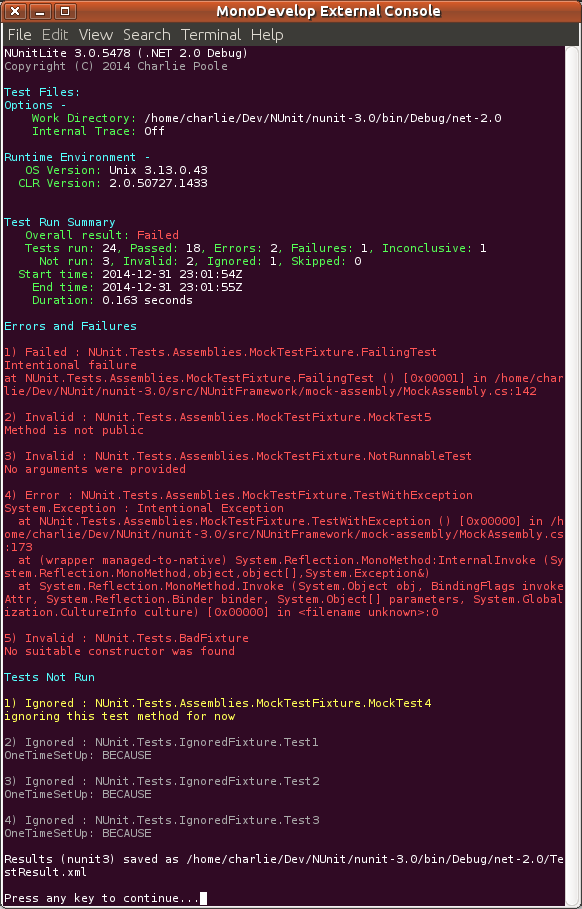 MonoDevelop External Console
File Edit View Search Terminal Help
NUnitLite 3.0.5478 (.NET 2.0 Debug)
Copyright (C) 2014 Charlie Poole
Test Files:
Options -
Work Directory: /home/charlie/Dev/NUnit/nunit-3.0/bin/Debug/net-2.0
Internal Trace: Off
Runtime Environment -
OS Version: Unix 3.13.0.43
CLR Version: 2.0.50727.1433
Test Run Summary
Overall result: Failed
Tests run: 24, Passed: 18, Errors: 2, Failures: 1, Inconclusive: 1
Not run: 3, Invalid: 2, Ignored: 1, Skipped: 0
Start time: 2014-12-31 23:01:54Z
End time: 2014-12-31 23:01:55Z
Duration: 0.163 seconds
Errors and Failures
1) Failed : NUnit.Tests.Assemblies.MockTestFixture.FailingTest
Intentional failure
at NUnit.Tests.Assemblies.MockTestFixture.FailingTest () [0x00001] in /home/char
lie/Dev/NUnit/nunit-3.0/src/NUnitFramework/mock-assembly/MockAssembly.cs:142
2) Invalid : NUnit.Tests.Assemblies.MockTestFixture.MockTest5
Method is not public
3) Invalid : NUnit.Tests.Assemblies.MockTestFixture.NotRunnableTest
No arguments were provided
4) Error : NUnit.Tests.Assemblies.MockTestFixture.TestWithException
System.Exception : Intentional Exception
at NUnit.Tests.Assemblies.MockTestFixture.TestWithException () [0x00000] in /h
ome/charlie/Dev/NUnit/nunit-3.0/src/NUnitFramework/mock-assembly/MockAssembly.cs
:173
at (wrapper managed-to-native) System.Reflection.MonoMethod:InternalInvoke (Sy
stem.Reflection.MonoMethod,object,object[],System.Exception&)
at System.Reflection.MonoMethod.Invoke (System.Object obj, BindingFlags invoke
Attr, System.Reflection.Binder binder, System.Object[] parameters, System.Global
ization.CultureInfo culture) [0x00000] in <filename unknown>:0
5) Invalid : NUnit.Tests.BadFixture
No suitable constructor was found
Tests Not Run
1) Ignored : NUnit.Tests.Assemblies.MockTestFixture.MockTest4
ignoring this test method for now
2) Ignored : NUnit.Tests.IgnoredFixture.Test1
OneTimeSetUp: BECAUSE
3) Ignored : NUnit.Tests.IgnoredFixture.Test2
OneTimeSetUp: BECAUSE
4) Ignored : NUnit.Tests.IgnoredFixture.Test3
OneTimeSetUp: BECAUSE
Results (nunit3) saved as /home/charlie/Dev/NUnit/nunit-3.0/bin/Debug/net-2.0/Te
stResult.xml
Press any key to continue...